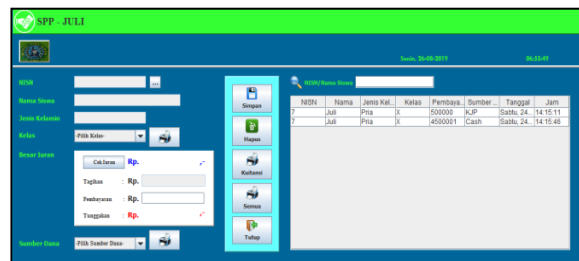 SPP - JULI
Senin, 26-08-2019
06:33:49
NISN
...
Nama Siswa
Jenis Kelamin
Kelas
-Pilih Kelas-
Besar Iuran
Cek Iuran Rp. ,-
Tagihan : Rp.
Pembayaran : Rp.
Tunggakan : Rp. ,-
Sumber Dana
-Pilih Sumber Dana-
Simpan
Hapus
Kuitansi
Semua
Tutup
NISN/Nama Siswa
NISN Nama Jenis Kel... Kelas Pembaya... Sumber ... Tanggal Jam
7 Juli Pria X 500000 KJP Sabtu, 24... 14:15:11
7 Juli Pria X 4500001 Cash Sabtu, 24... 14:15:46